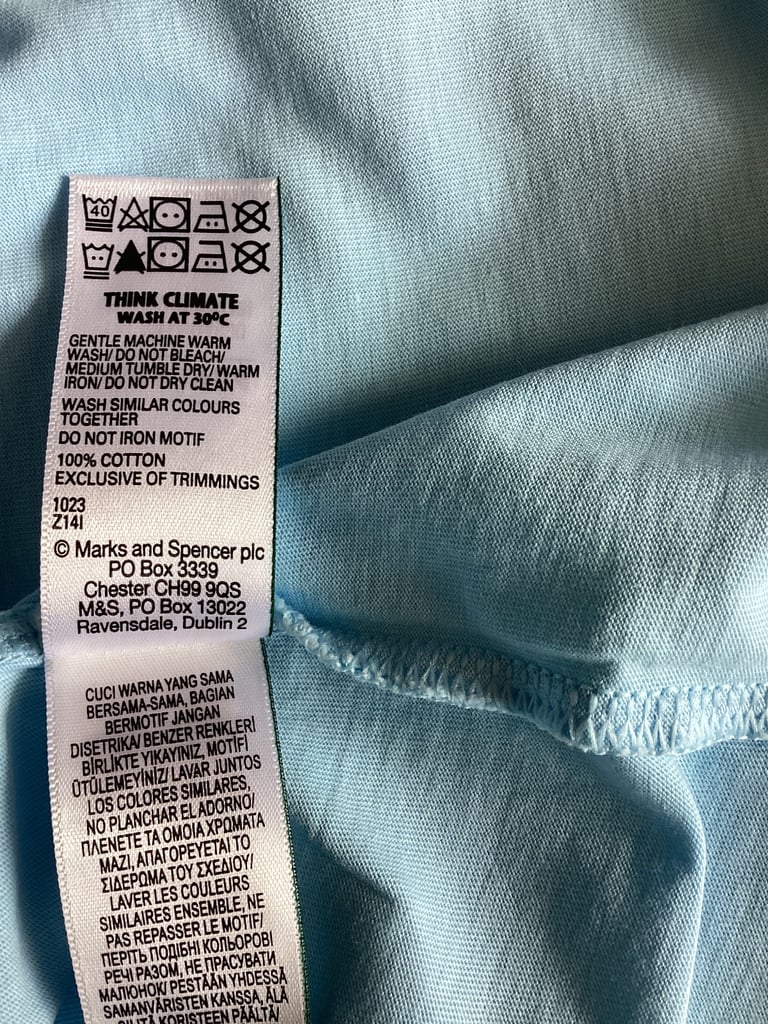 40
THINK CLIMATE
WASH AT 30ºC
GENTLE MACHINE WARM
WASH/ DO NOT BLEACH/
MEDIUM TUMBLE DRY/ WARM
IRON/ DO NOT DRY CLEAN
WASH SIMILAR COLOURS
TOGETHER
DO NOT IRON MOTIF
100% COTTON
EXCLUSIVE OF TRIMMINGS
1023
Z14I
© Marks and Spencer plc
PO Box 3339
Chester CH99 9QS
M&S, PO Box 13022
Ravensdale, Dublin 2
CUCI WARNA YANG SAMA
BERSAMA-SAMA, BAGIAN
BERMOTIF JANGAN
DISETRIKA/ BENZER RENKLERİ
BİRLİKTE YIKAYINIZ, MOTİFİ
ÜTÜLEMEYİNİZ/ LAVAR JUNTOS
LOS COLORES SIMILARES,
NO PLANCHAR EL ADORNO/
ΠΛΕΝΕΤΕ ΤΑ ΟΜΟΙΑ ΧΡΩΜΑΤΑ
ΜΑΖΙ, ΑΠΑΓΟΡΕΥΕΤΑΙ ΤΟ
ΣΙΔΕΡΩΜΑ ΤΟΥ ΣΧΕΔΙΟΥ/
LAVER LES COULEURS
SIMILAIRES ENSEMBLE, NE
PAS REPASSER LE MOTIF/
ПЕРІТЬ ПОДІБНІ КОЛЬОРОВІ
РЕЧІ РАЗОМ, НЕ ПРАСУВАТИ
МАЛЮНОК/ PESTÄÄN YHDESSÄ
SAMANVÄRISTEN KANSSA, ÄLÄ
SILITÄ KORISTEEN PÄÄLTÄ/